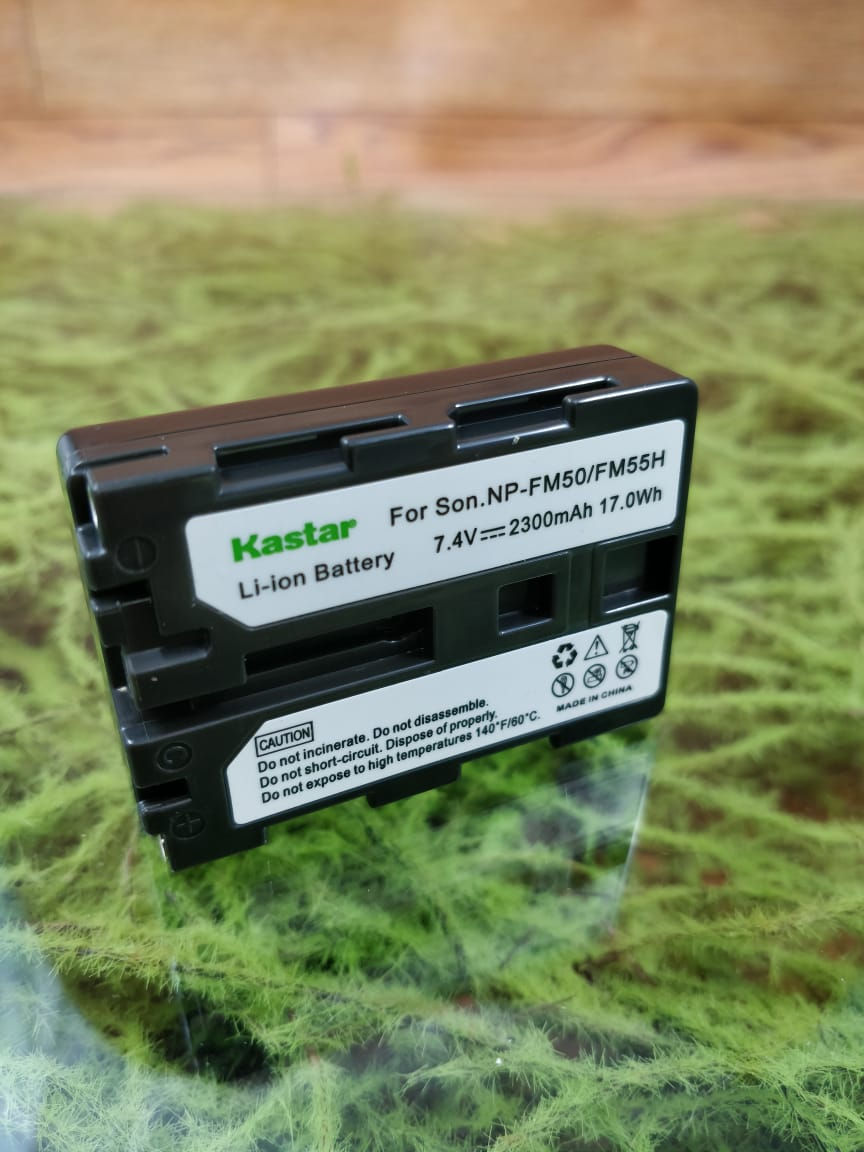 Kastar
Li-ion Battery
For Son.NP-FM50/FM55H
7.4V⎓2300mAh 17.0Wh
CAUTION
Do not incinerate. Do not disassemble.
Do not short-circuit. Dispose of properly.
Do not expose to high temperatures 140°F/60°C.
MADE IN CHINA
- C +